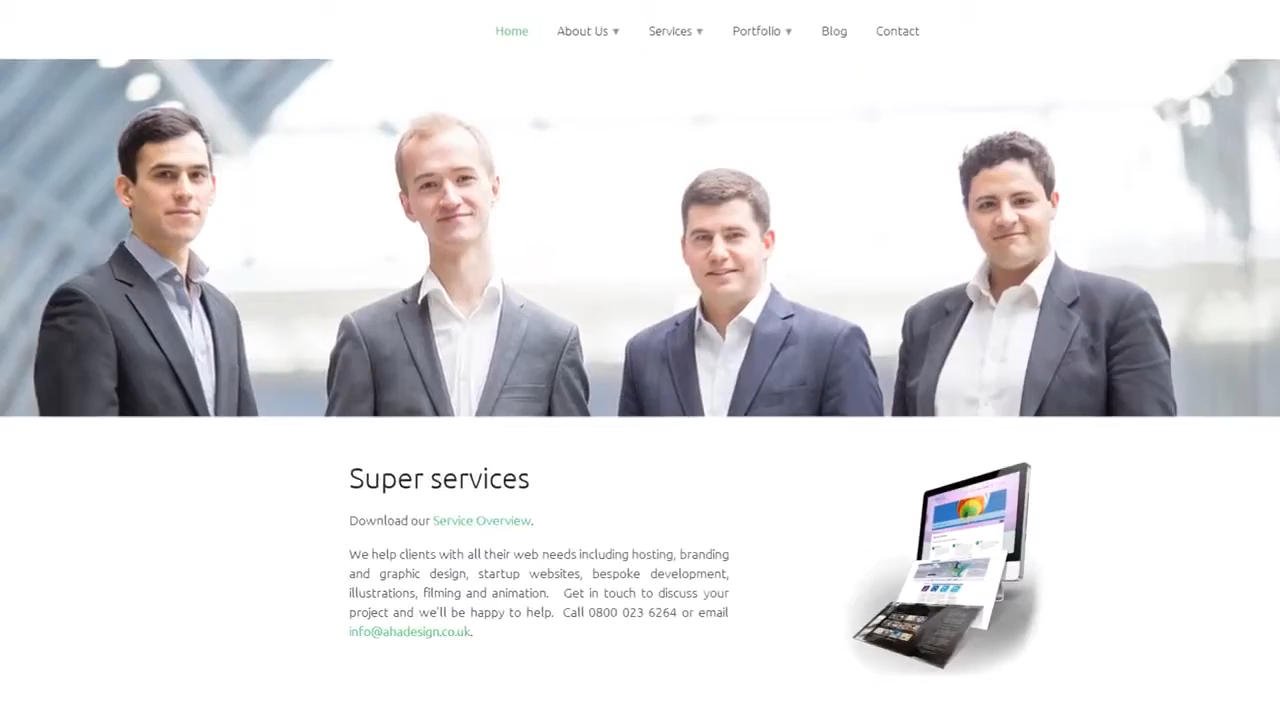 Home About Us ▾ Services ▾ Portfolio ▾ Blog Contact
Super services
Download our Service Overview.
We help clients with all their web needs including hosting, branding
and graphic design, startup websites, bespoke development,
illustrations, filming and animation. Get in touch to discuss your
project and we'll be happy to help. Call 0800 023 6264 or email
info@ahadesign.co.uk.